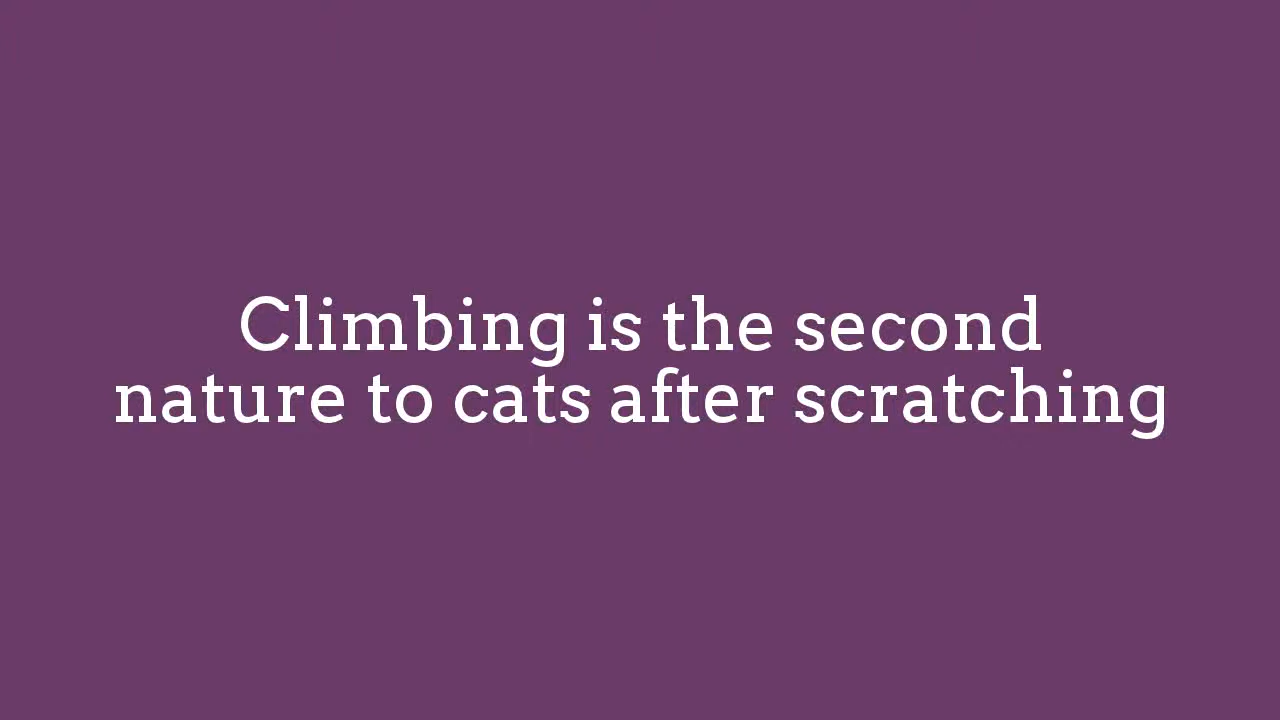 Climbing is the second
nature to cats after scratching